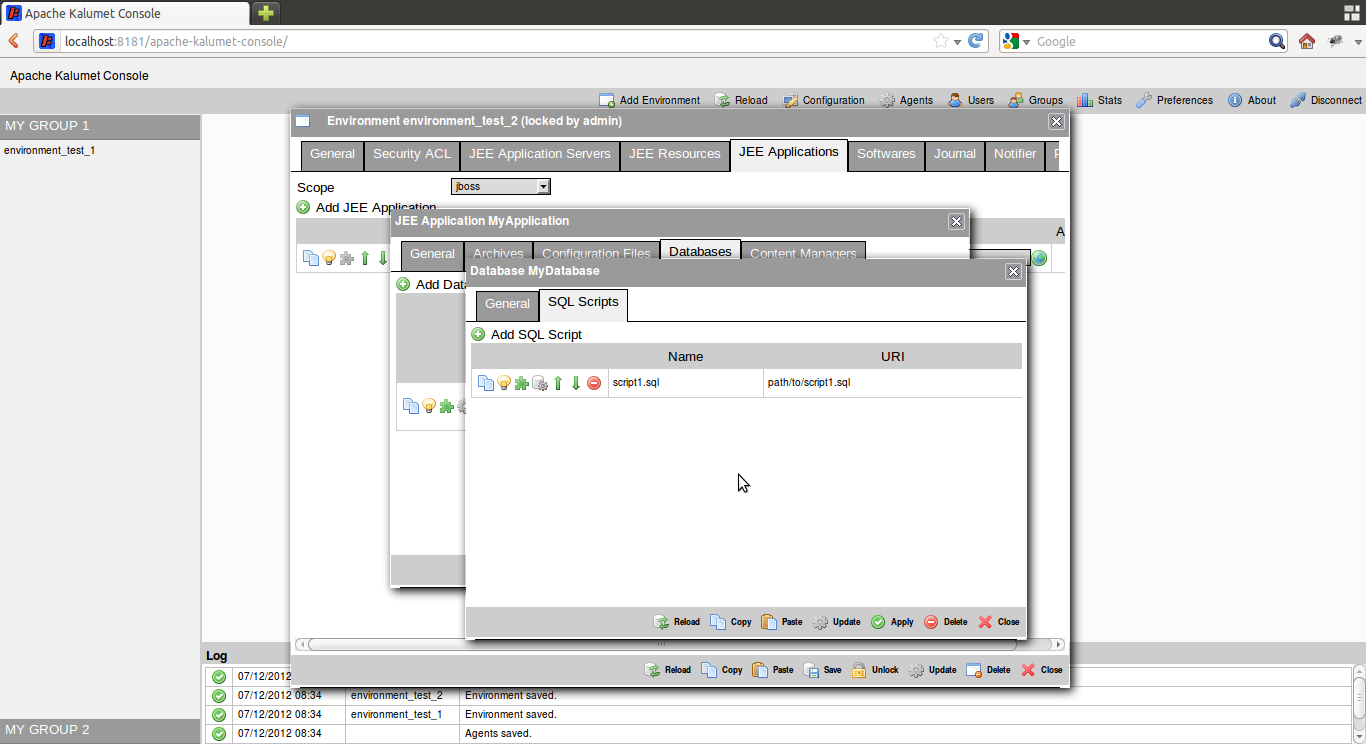 Apache Kalumet Console
localhost:8181/apache-kalumet-console/
Google
Apache Kalumet Console
Add Environment Reload Configuration Agents Users Groups Stats Preferences About Disconnect
MY GROUP 1
environment_test_1
Environment environment_test_2 (locked by admin)
General Security ACL JEE Application Servers JEE Resources JEE Applications Softwares Journal Notifier
Scope jboss
Add JEE Application
A
JEE Application MyApplication
General Archives Configuration Files Databases Content Managers
Add Data
Database MyDatabase
General SQL Scripts
Add SQL Script
Name URI
script1.sql path/to/script1.sql
Reload Copy Paste Update Apply Delete Close
Reload Copy Paste Save Unlock Update Delete Close
Log
07/12/2012
07/12/2012 08:34 environment_test_2 Environment saved.
07/12/2012 08:34 environment_test_1 Environment saved.
07/12/2012 08:34 Agents saved.
MY GROUP 2